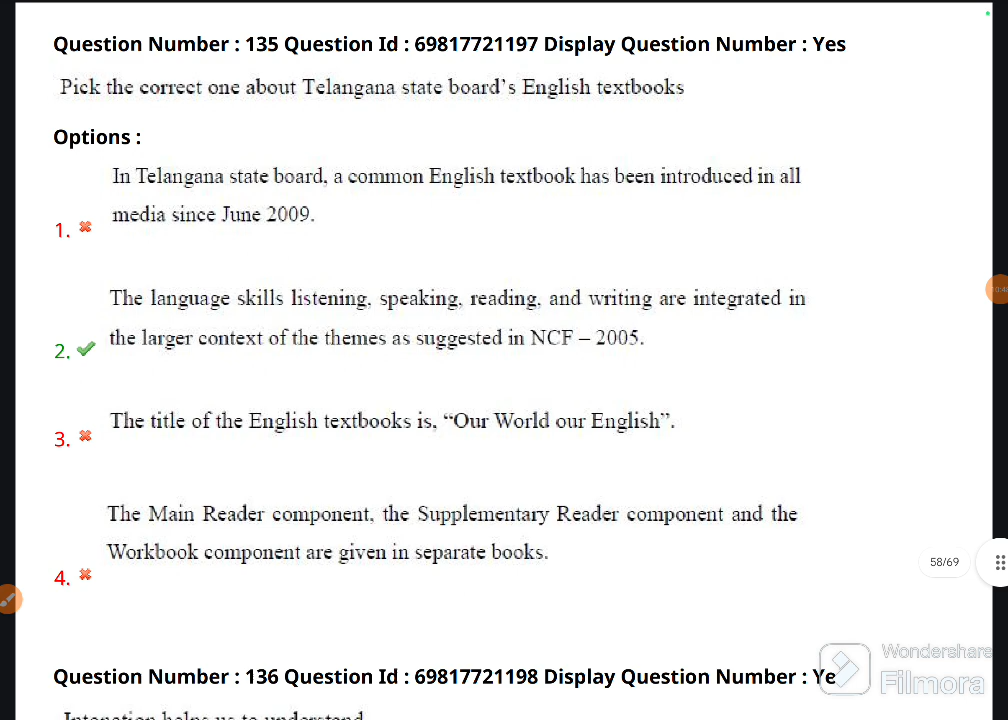 Question Number : 135 Question Id : 69817721197 Display Question Number : Yes
Pick the correct one about Telangana state board's English textbooks
Options :
In Telangana state board, a common English textbook has been introduced in all
media since June 2009.
1.
The language skills listening, speaking, reading, and writing are integrated in
the larger context of the themes as suggested in NCF – 2005.
2.
The title of the English textbooks is, “Our World our English”.
3.
The Main Reader component, the Supplementary Reader component and the
Workbook component are given in separate books.
4.
58/69
Question Number : 136 Question Id : 69817721198 Display Question Number : Ye
Wondershare
Filmora
helps us to understand